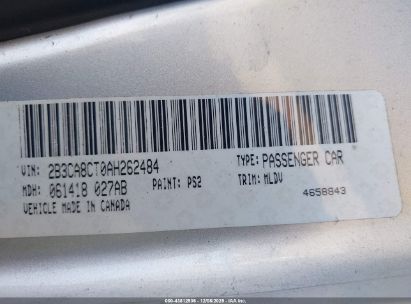 VIN: 2B3CA8CT0AH262484 TYPE: PASSENGER CAR
MDH: 061418 027AB PAINT: PS2 TRIM: MLDV
VEHICLE MADE IN CANADA 4658843